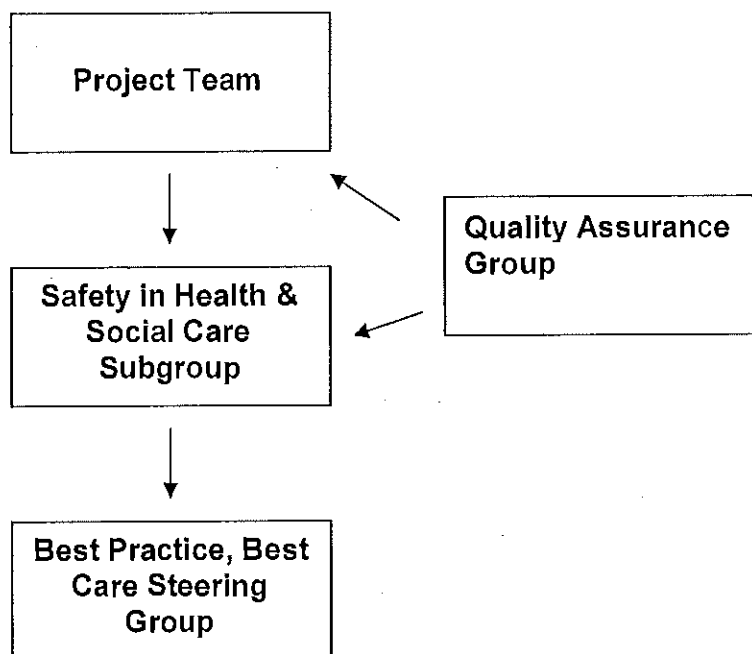 Project Team
Quality Assurance
Group
Safety in Health &
Social Care
Subgroup
Best Practice, Best
Care Steering
Group